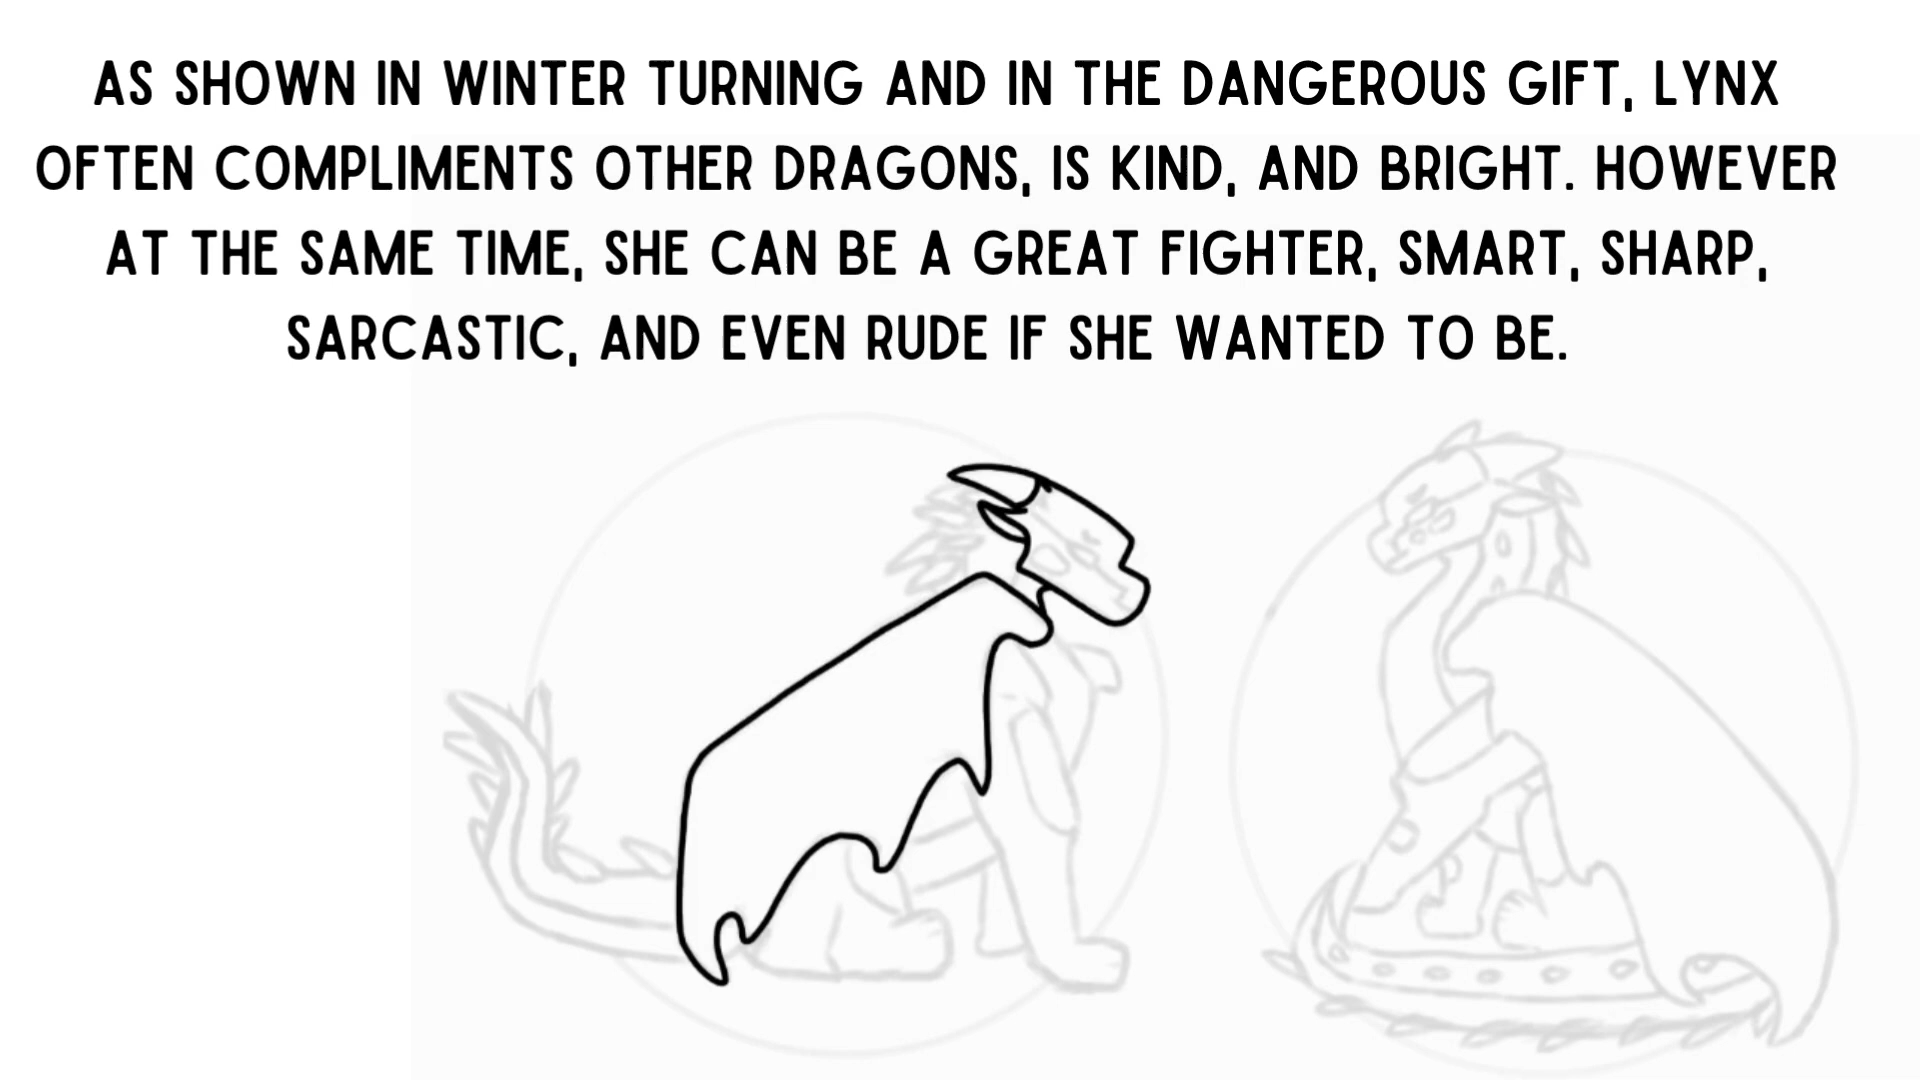 AS SHOWN IN WINTER TURNING AND IN THE DANGEROUS GIFT, LYNX
OFTEN COMPLIMENTS OTHER DRAGONS, IS KIND, AND BRIGHT. HOWEVER
AT THE SAME TIME, SHE CAN BE A GREAT FIGHTER, SMART, SHARP,
SARCASTIC, AND EVEN RUDE IF SHE WANTED TO BE.